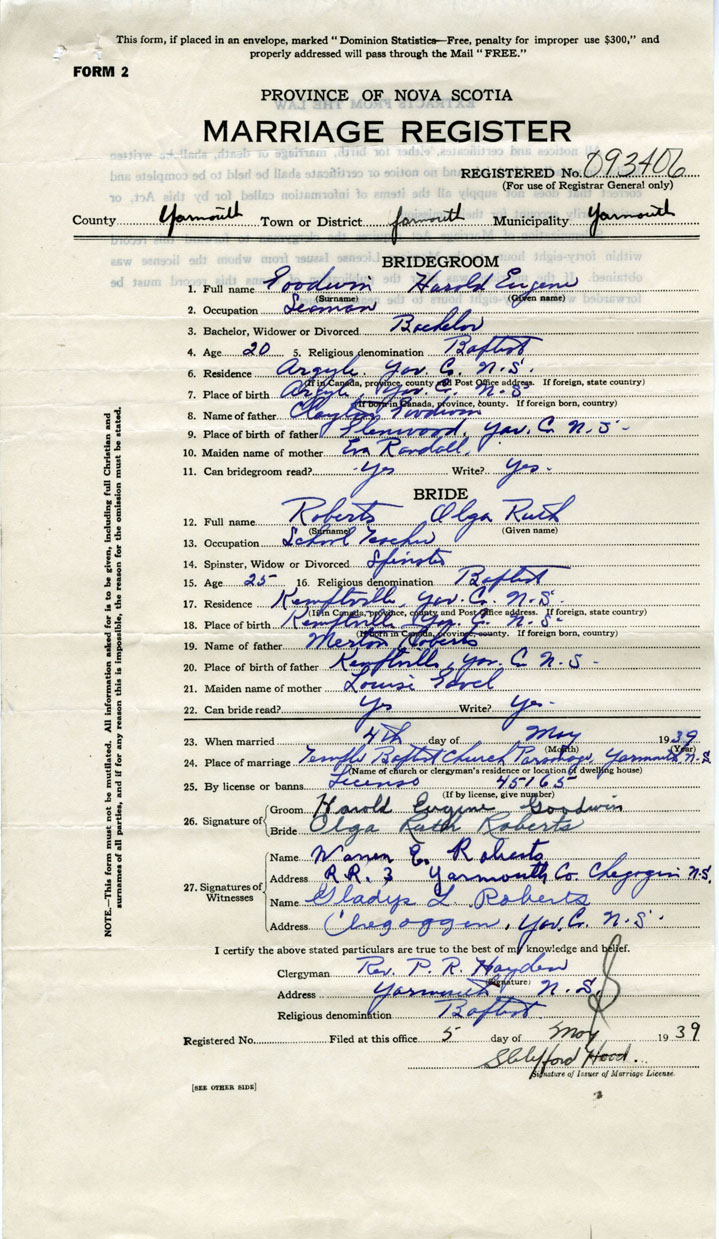 This form, if placed in an envelope, marked "Dominion Statistics—Free, penalty for improper use $300," and
properly addressed will pass through the Mail "FREE."
FORM 2
PROVINCE OF NOVA SCOTIA
MARRIAGE REGISTER
REGISTERED No. 093406
(For use of Registrar General only)
County Yarmouth Town or District Yarmouth Municipality Yarmouth
BRIDEGROOM
1. Full name Goodwin Harold Eugene
(Surname) (Given name)
2. Occupation Seaman
3. Bachelor, Widower or Divorced Bachelor
4. Age 20 5. Religious denomination Baptist
6. Residence Argyle. Yar. C. N.S.
(If in Canada, province, county and Post Office address. If foreign, state country)
7. Place of birth Argyle Yar. C. N.S
(If born in Canada, province, county. If foreign born, country)
8. Name of father Clayton Goodwin
9. Place of birth of father Glenwood, Yar. C. N.S.
10. Maiden name of mother Eva Randall,
11. Can bridegroom read? Yes Write? Yes.
BRIDE
12. Full name Roberts Olga Ruth
(Surname) (Given name)
13. Occupation School Teacher
14. Spinster, Widow or Divorced Spinster
15. Age 25 16. Religious denomination Baptist
17. Residence Kemptville, Yar. C N.S.
(If in Canada, province, county and Post Office address. If foreign, state country)
18. Place of birth Kemptville Yar. C. N.S.
(If born in Canada, province, county. If foreign born, country)
19. Name of father Merton Roberts
20. Place of birth of father Kemptville, Yar. C. N.S.
21. Maiden name of mother Louise
22. Can bride read? Yes Write? Yes.
23. When married 4th day of May 1939
(Month) (Year)
24. Place of marriage Temple Baptist Church Parsonage, Yarmouth N.S.
(Name of church or clergyman's residence or location of dwelling house)
25. By license or banns License 45165
(If by license, give number)
26. Signature of Groom Harold Eugene Goodwin
Bride Olga Ruth Roberts
27. Signatures of Witnesses
Name Warren E. Roberts
Address R.R. 3 Yarmouth Co Chegogin N.S.
Name Gladys L. Roberts
Address Chegoggen, Yar. C. N.S.
I certify the above stated particulars are true to the best of my knowledge and belief.
Clergyman Rev. P. R. Hayden
(Signature)
Address Yarmouth N.S.
Religious denomination Baptist
Registered No. Filed at this office 5 day of May 1939
Hood.
Signature of Issuer of Marriage License.
[SEE OTHER SIDE]
NOTE.—This form must not be mutilated. All information asked for is to be given, including full Christian and
surnames of all parties, and if for any reason this is impossible, the reason for the omission must be stated.